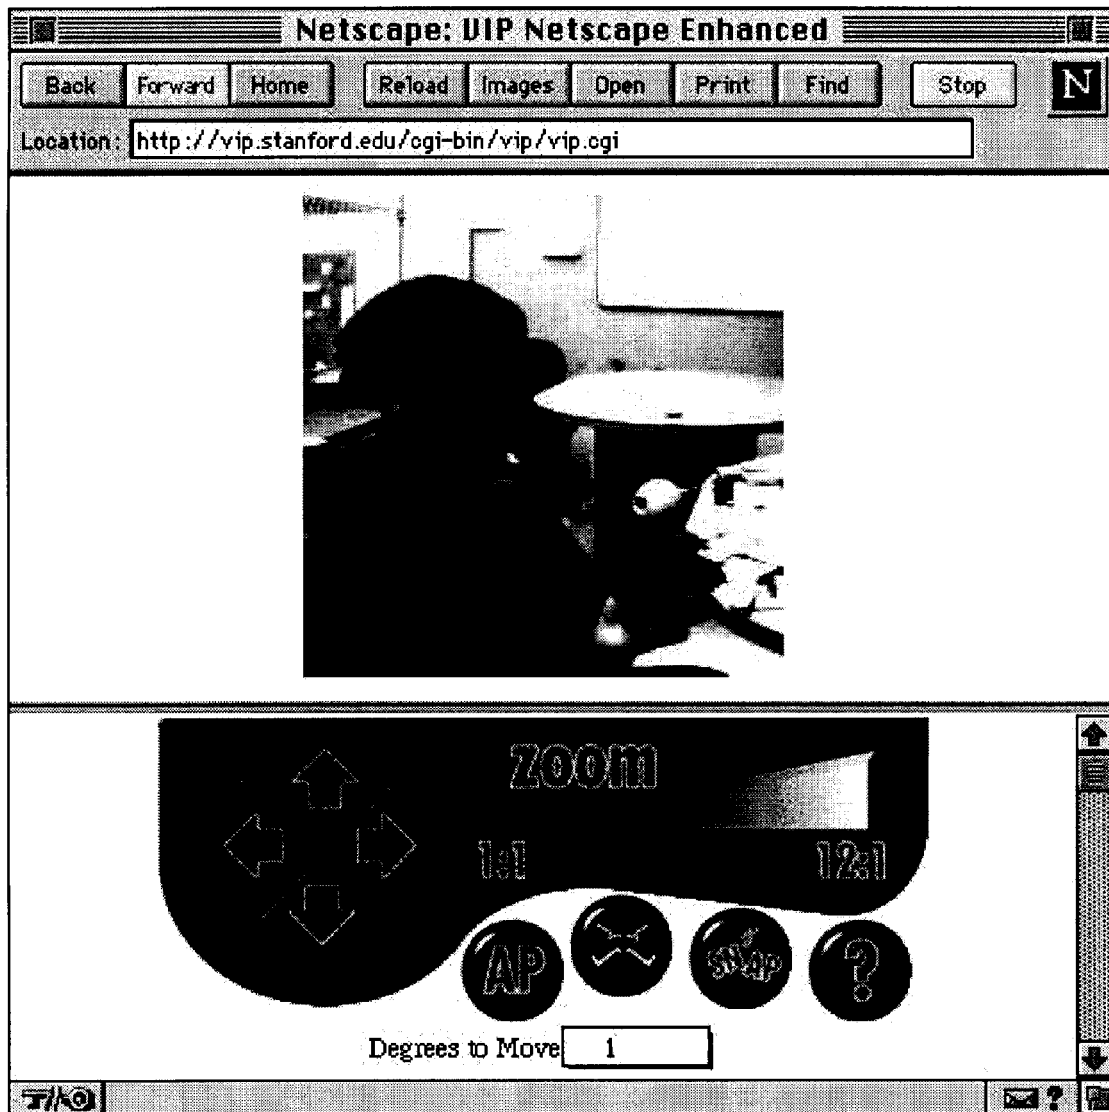 Netscape: VIP Netscape Enhanced
Back Forward Home Reload Images Open Print Find Stop N
Location: http://vip.stanford.edu/cgi-bin/vip/vip.cgi
zoom
1:1 12:1
AP snap ?
Degrees to Move 1
?